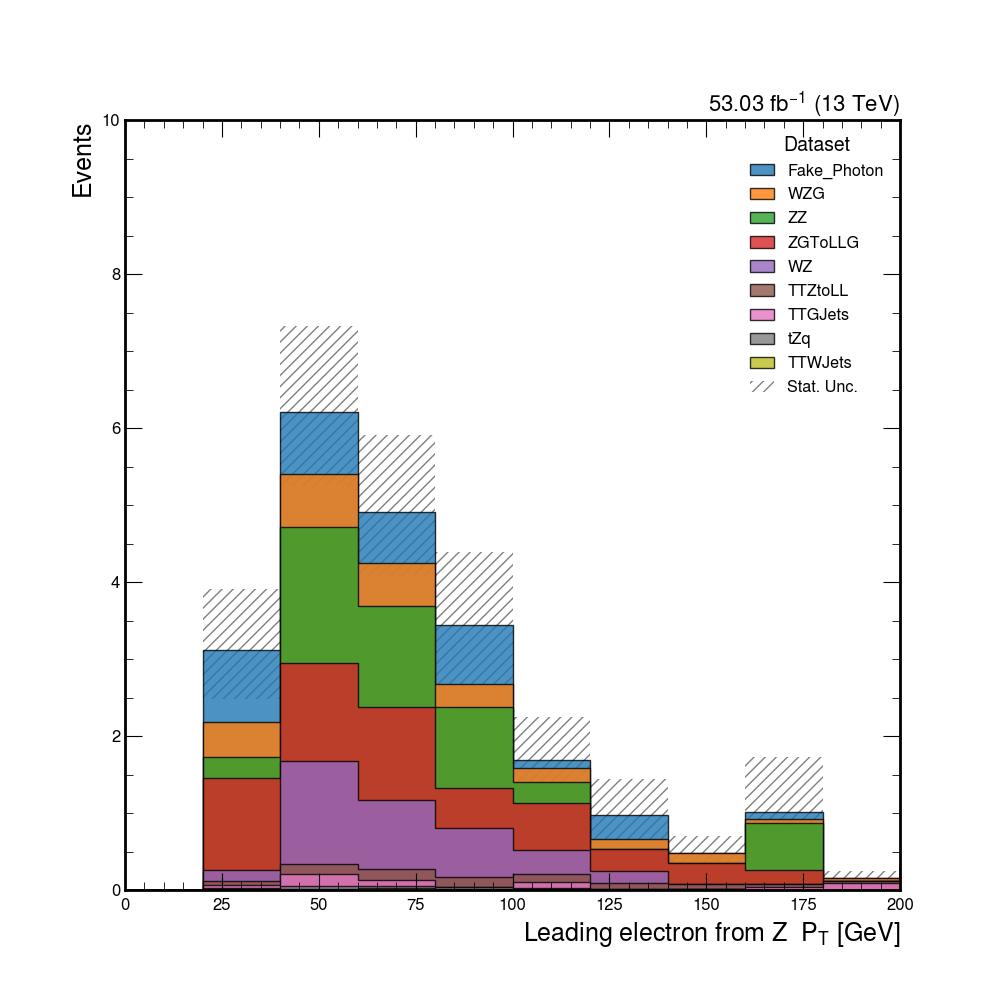 53.03 fb⁻¹ (13 TeV)
Events
10
8
6
4
2
0
Dataset
Fake_Photon
WZG
ZZ
ZGToLLG
WZ
TTZtoLL
TTGJets
tZq
TTWJets
Stat. Unc.
0 25 50 75 100 125 150 175 200
Leading electron from Z P_T [GeV]